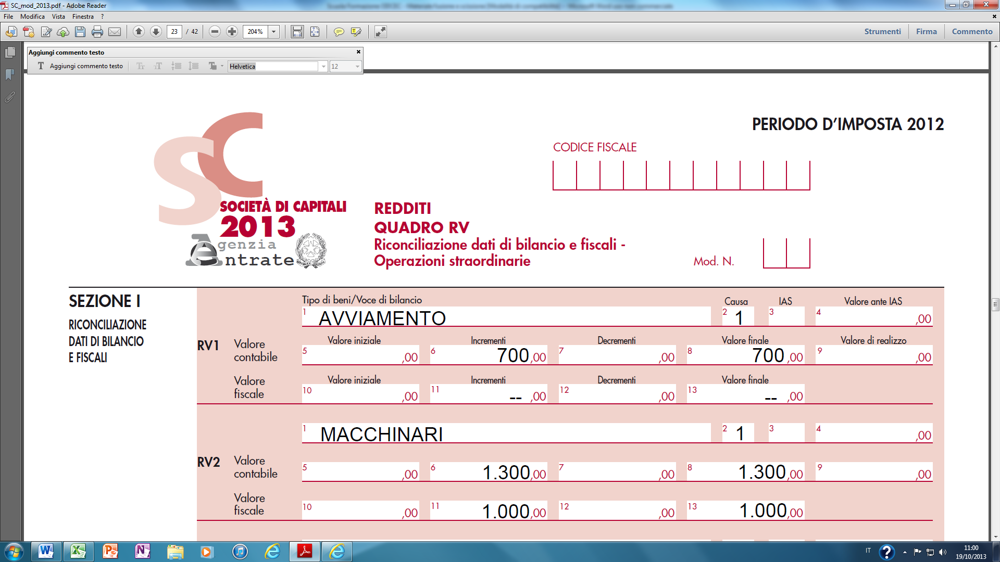 SC_mod_2013.pdf - Adobe Reader
File Modifica Vista Finestra ?
23 / 42 204% Strumenti Firma Commento
Aggiungi commento testo
Aggiungi commento testo Helvetica 12
PERIODO D'IMPOSTA 2012
CODICE FISCALE
SC
SOCIETÀ DI CAPITALI
2013
Agenzia
Entrate
REDDITI
QUADRO RV
Riconciliazione dati di bilancio e fiscali -
Operazioni straordinarie
Mod. N.
SEZIONE I
RICONCILIAZIONE
DATI DI BILANCIO
E FISCALI
Tipo di beni/Voce di bilancio Causa IAS Valore ante IAS
1 AVVIAMENTO 2 1 3 4 ,00
RV1 Valore contabile
Valore iniziale Incrementi Decrementi Valore finale Valore di realizzo
5 ,00 6 700,00 7 ,00 8 700 ,00 9 ,00
Valore fiscale
Valore iniziale Incrementi Decrementi Valore finale
10 ,00 11 -- ,00 12 ,00 13 -- ,00
1 MACCHINARI 2 1 3 4 ,00
RV2 Valore contabile
5 ,00 6 1.300,00 7 ,00 8 1.300,00 9 ,00
Valore fiscale
10 ,00 11 1.000,00 12 ,00 13 1.000,00
IT 11:00
19/10/2013